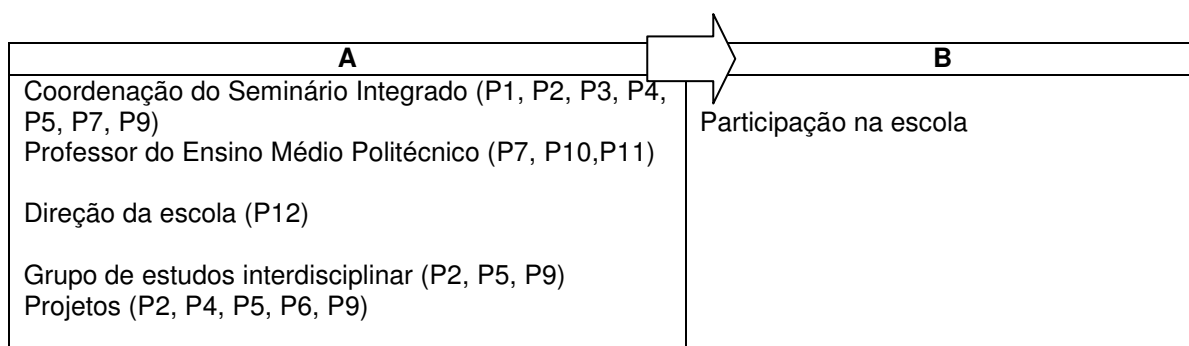 A
B
Coordenação do Seminário Integrado (P1, P2, P3, P4,
P5, P7, P9)
Professor do Ensino Médio Politécnico (P7, P10,P11)
Direção da escola (P12)
Grupo de estudos interdisciplinar (P2, P5, P9)
Projetos (P2, P4, P5, P6, P9)
Participação na escola